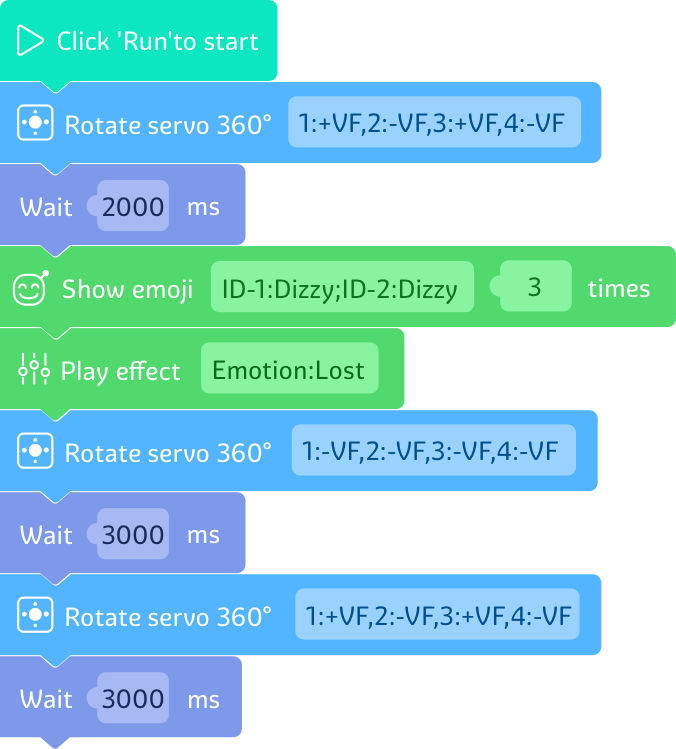 Click 'Run'to start
Rotate servo 360° 1:+VF,2:-VF,3:+VF,4:-VF
Wait 2000 ms
Show emoji ID-1:Dizzy;ID-2:Dizzy 3 times
Play effect Emotion:Lost
Rotate servo 360° 1:-VF,2:-VF,3:-VF,4:-VF
Wait 3000 ms
Rotate servo 360° 1:+VF,2:-VF,3:+VF,4:-VF
Wait 3000 ms